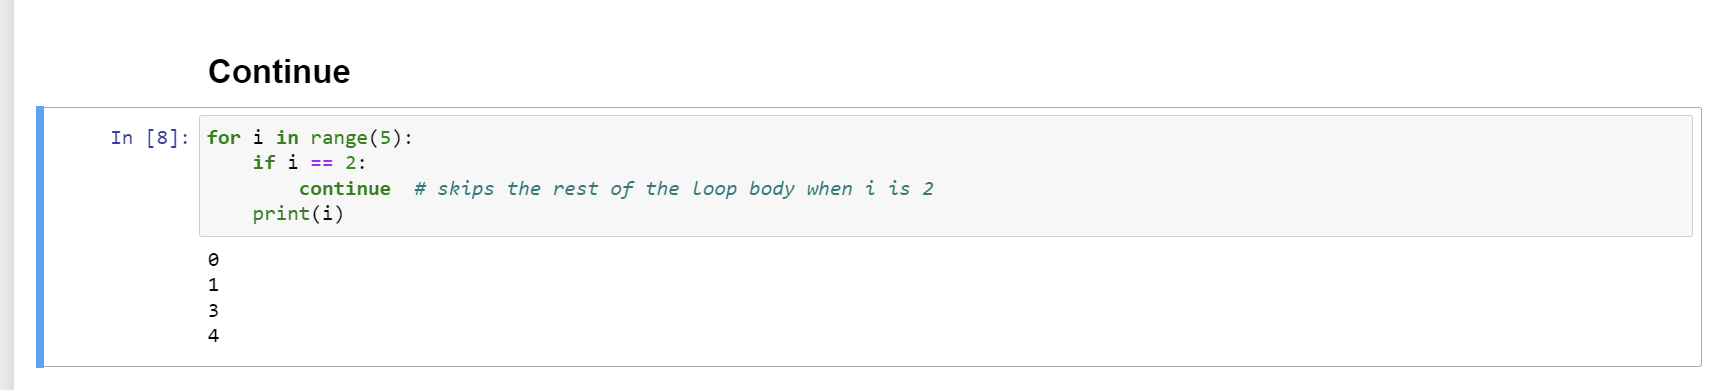 Continue
In [8]: for i in range(5):
    if i == 2:
        continue  # skips the rest of the loop body when i is 2
    print(i)
0
1
3
4